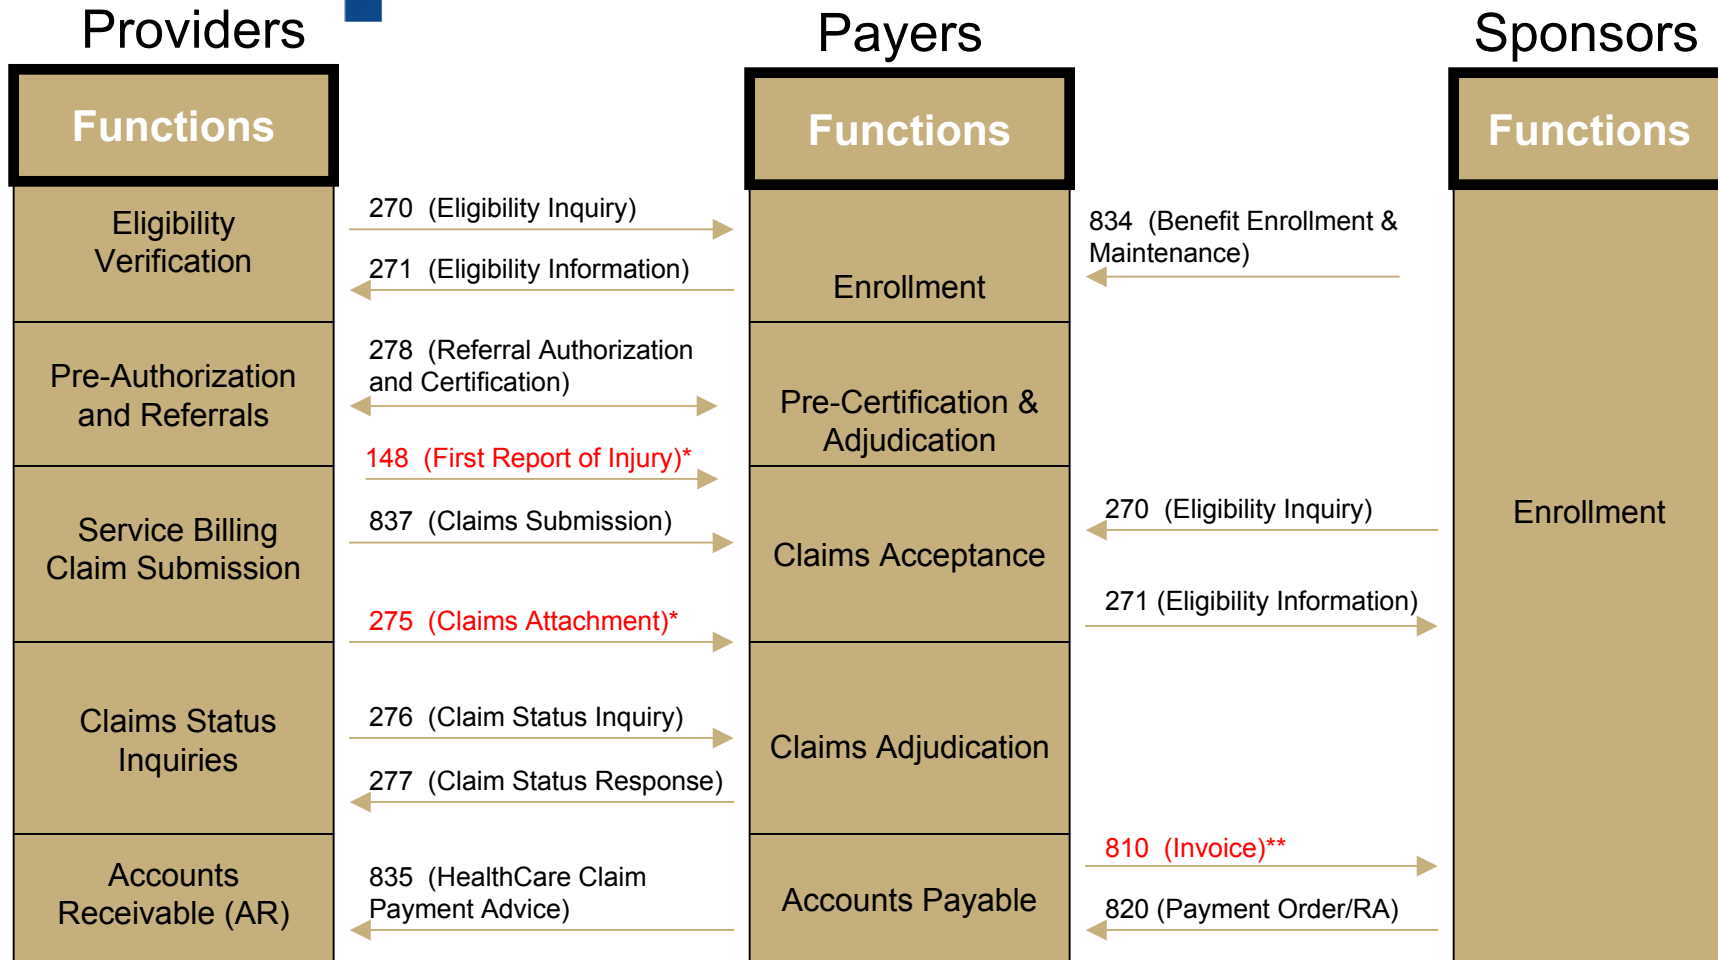 Providers
Payers
Sponsors
Functions
Functions
Functions
Eligibility
Verification
270 (Eligibility Inquiry)
271 (Eligibility Information)
Enrollment
834 (Benefit Enrollment &
Maintenance)
Pre-Authorization
and Referrals
278 (Referral Authorization
and Certification)
Pre-Certification &
Adjudication
148 (First Report of Injury)*
Service Billing
Claim Submission
837 (Claims Submission)
275 (Claims Attachment)*
Claims Acceptance
270 (Eligibility Inquiry)
271 (Eligibility Information)
Enrollment
Claims Status
Inquiries
276 (Claim Status Inquiry)
277 (Claim Status Response)
Claims Adjudication
Accounts
Receivable (AR)
835 (HealthCare Claim
Payment Advice)
Accounts Payable
810 (Invoice)**
820 (Payment Order/RA)